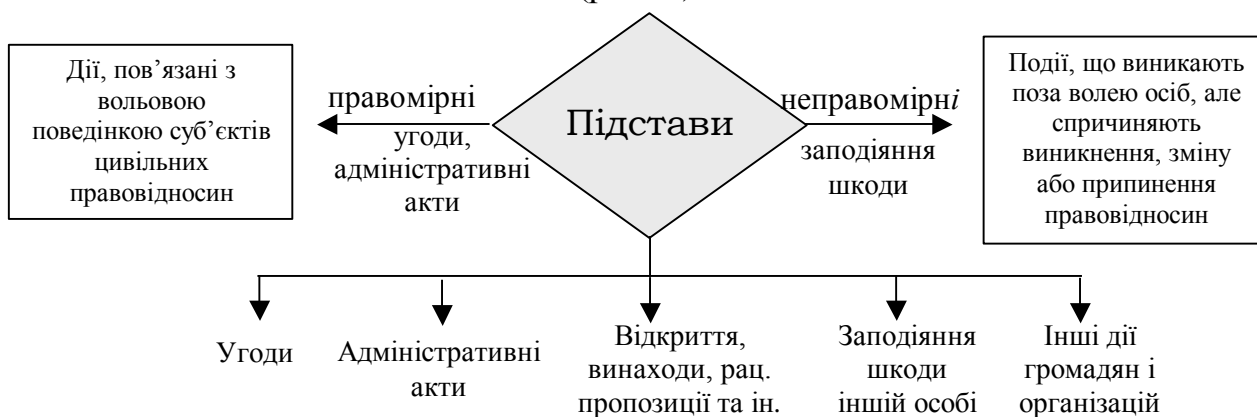 Дії, пов’язані з
вольовою
поведінкою суб’єктів
цивільних
правовідносин
правомірні
угоди,
адміністративні
акти
Підстави
неправомірні
заподіяння
шкоди
Події, що виникають
поза волею осіб, але
спричиняють
виникнення, зміну
або припинення
правовідносин
Угоди
Адміністративні
акти
Відкриття,
винаходи, рац.
пропозиції та ін.
Заподіяння
шкоди
іншій особі
Інші дії
громадян і
організацій